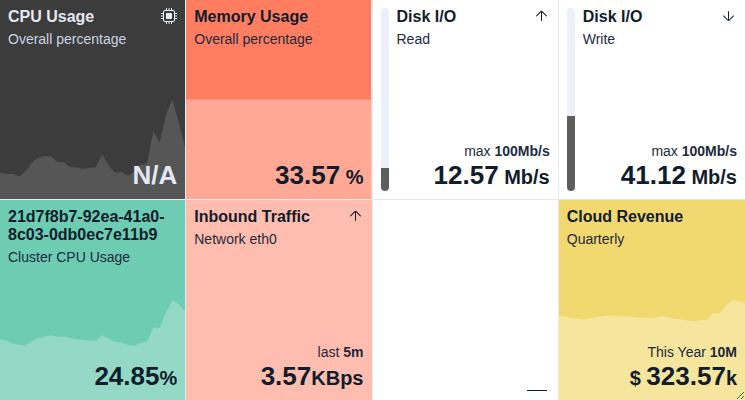 CPU Usage
Overall percentage
N/A
Memory Usage
Overall percentage
33.57 %
Disk I/O
Read
max 100Mb/s
12.57 Mb/s
Disk I/O
Write
max 100Mb/s
41.12 Mb/s
21d7f8b7-92ea-41a0-
8c03-0db0ec7e11b9
Cluster CPU Usage
24.85%
Inbound Traffic
Network eth0
last 5m
3.57KBps
Cloud Revenue
Quarterly
This Year 10M
$ 323.57k